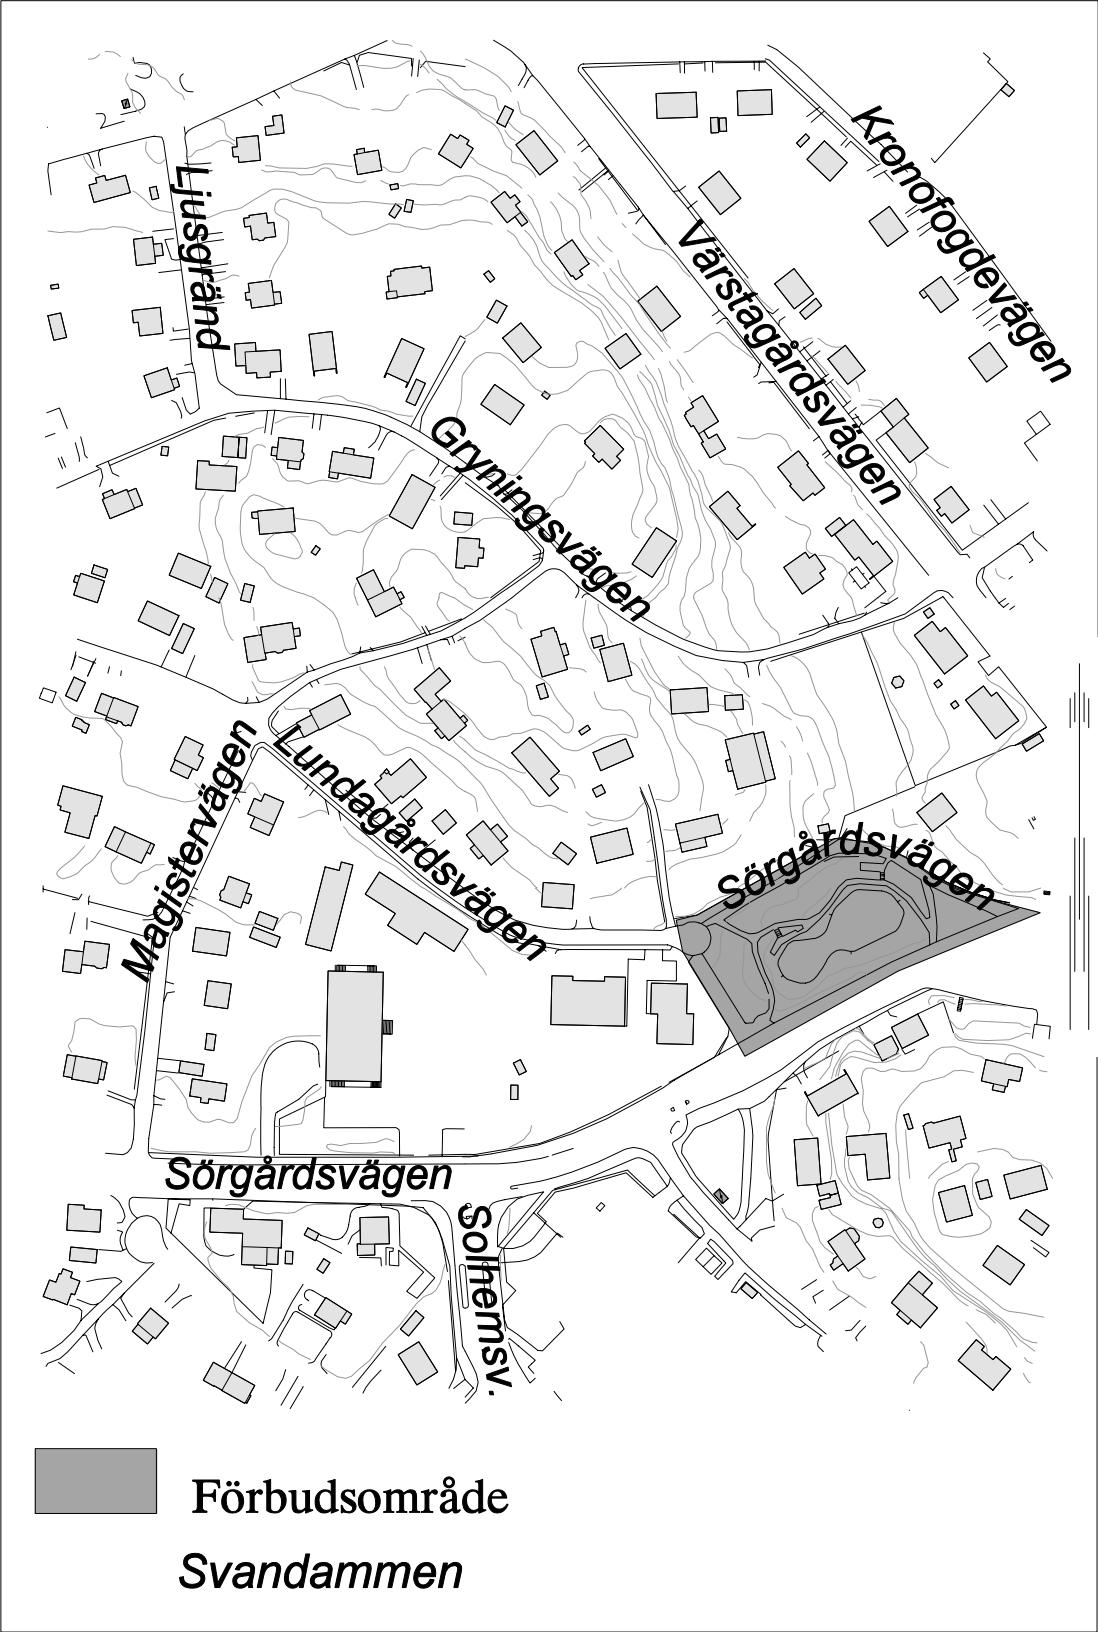 Kronofogdevägen
Ljusgränd
Värstagårdsvägen
Gryningsvägen
Magistervägen
Lundagårdsvägen
Sörgårdsvägen
Sörgårdsvägen
Solhemsv.
Förbudsområde
Svandammen